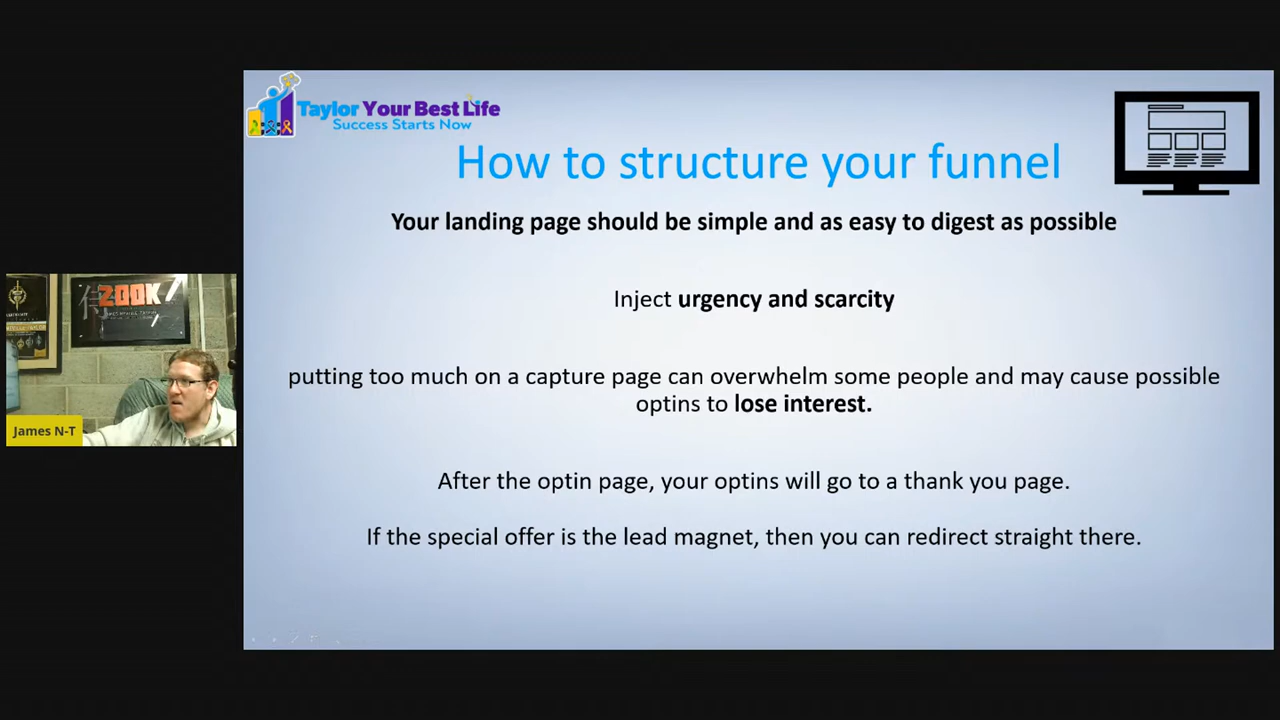 Taylor Your Best Life
Success Starts Now
How to structure your funnel
Your landing page should be simple and as easy to digest as possible
Inject urgency and scarcity
putting too much on a capture page can overwhelm some people and may cause possible
optins to lose interest.
After the optin page, your optins will go to a thank you page.
If the special offer is the lead magnet, then you can redirect straight there.
ZOOK
James N-T